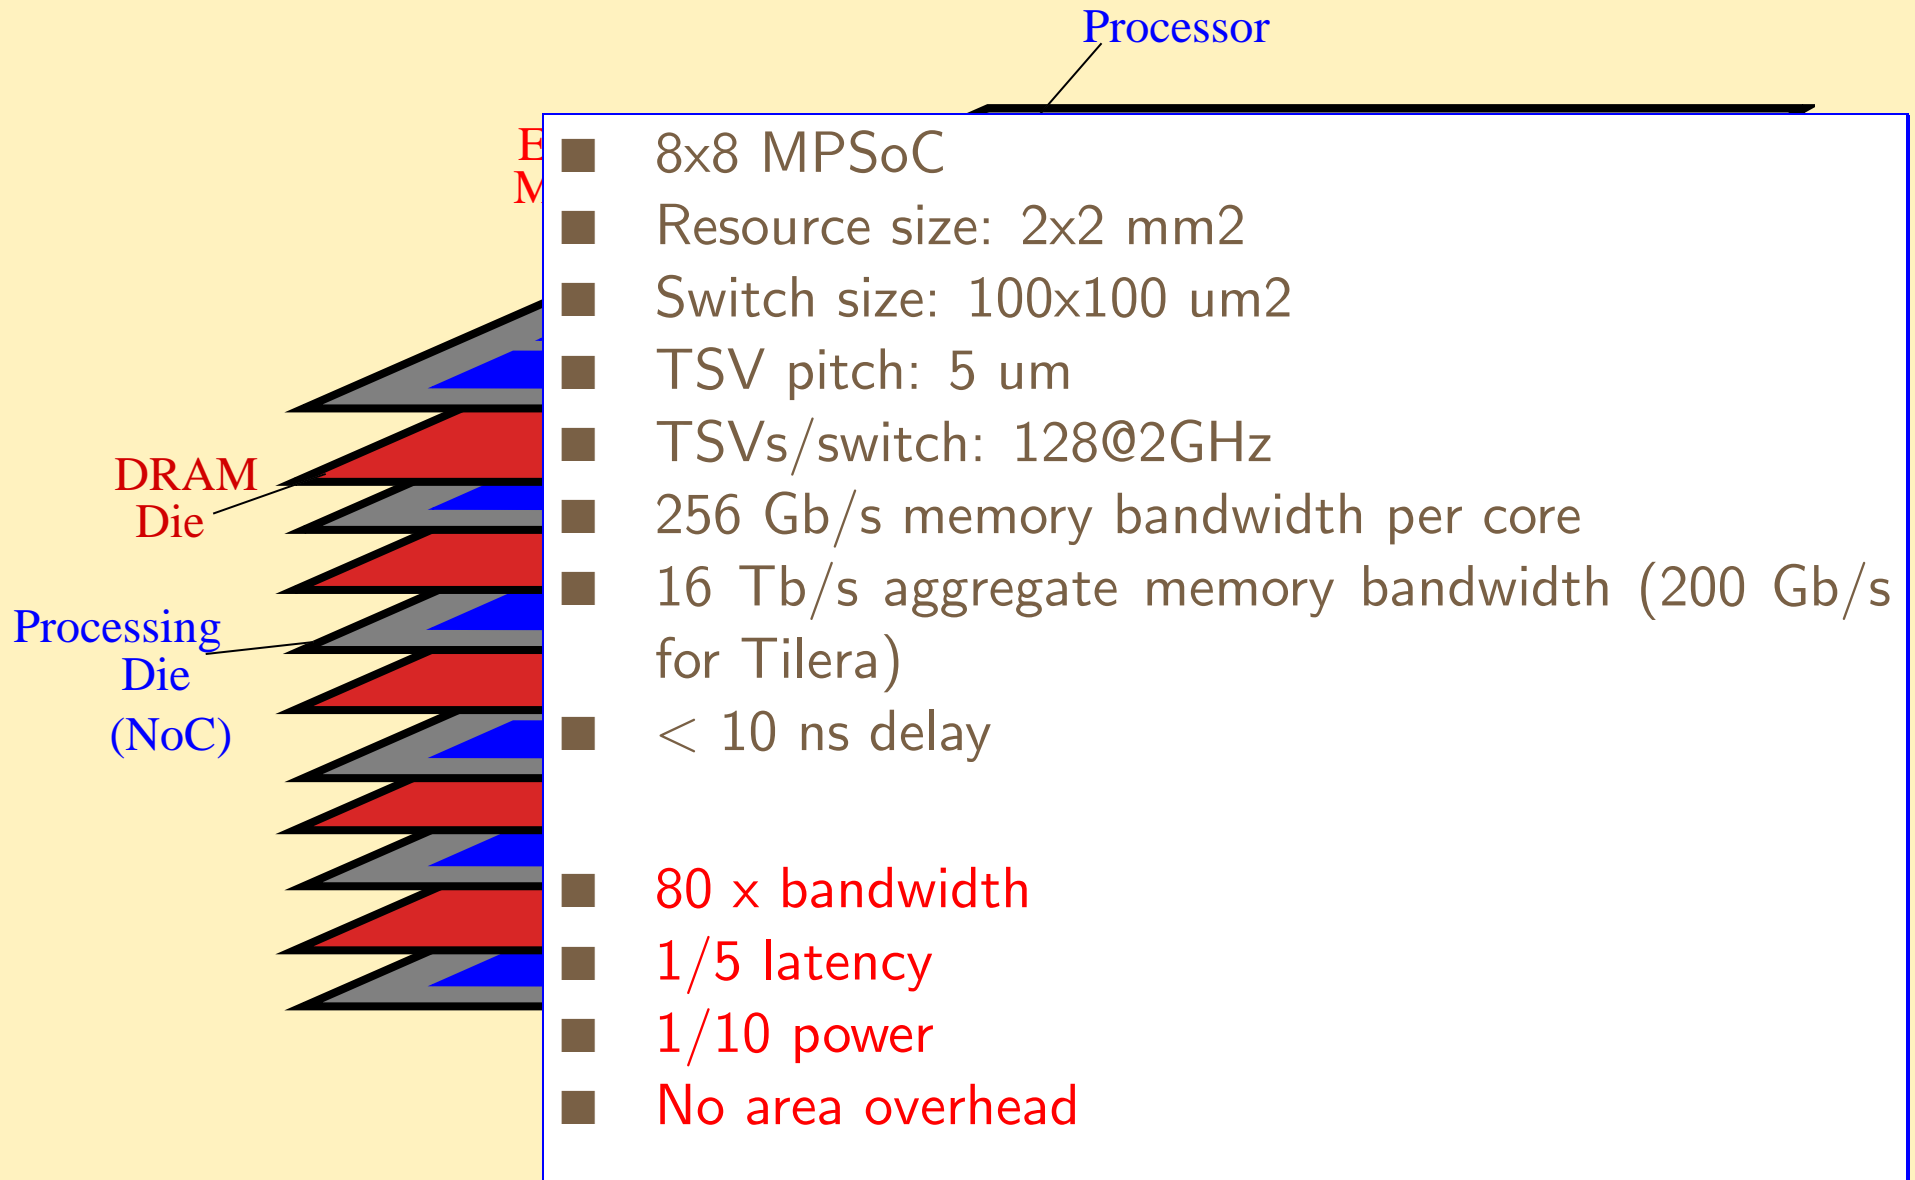 Processor
8x8 MPSoC
Resource size: 2x2 mm2
Switch size: 100x100 um2
TSV pitch: 5 um
TSVs/switch: 128@2GHz
256 Gb/s memory bandwidth per core
16 Tb/s aggregate memory bandwidth (200 Gb/s
for Tilera)
< 10 ns delay
80 x bandwidth
1/5 latency
1/10 power
No area overhead
DRAM
Die
Processing
Die
(NoC)